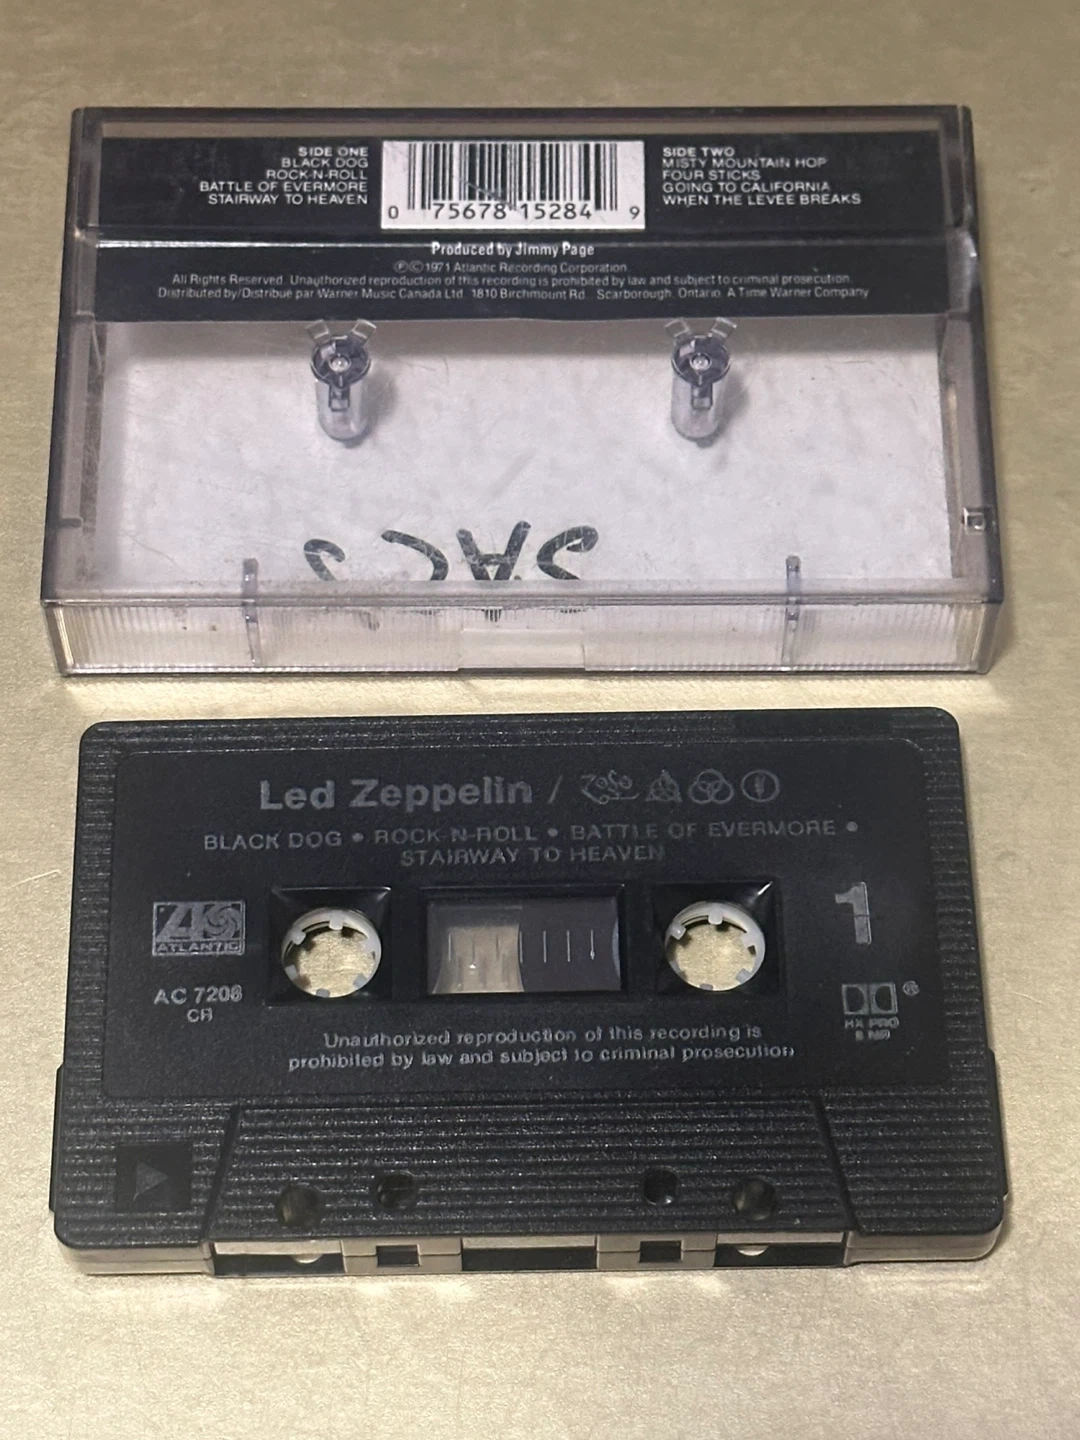 SIDE ONE
BLACK DOG
ROCK-N-ROLL
BATTLE OF EVERMORE
STAIRWAY TO HEAVEN
0 75678 15284 9
SIDE TWO
MISTY MOUNTAIN HOP
FOUR STICKS
GOING TO CALIFORNIA
WHEN THE LEVEE BREAKS
Produced by Jimmy Page
℗©1971 Atlantic Recording Corporation.
All Rights Reserved. Unauthorized reproduction of this recording is prohibited by law and subject to criminal prosecution.
Distributed by/Distribué par Warner Music Canada Ltd. 1810 Birchmount Rd., Scarborough, Ontario. A Time Warner Company
Led Zeppelin / ZoSo
BLACK DOG • ROCK-N-ROLL • BATTLE OF EVERMORE •
STAIRWAY TO HEAVEN
ATLANTIC
1
AC 7208
CR
HX PRO
B NR
Unauthorized reproduction of this recording is
prohibited by law and subject to criminal prosecution